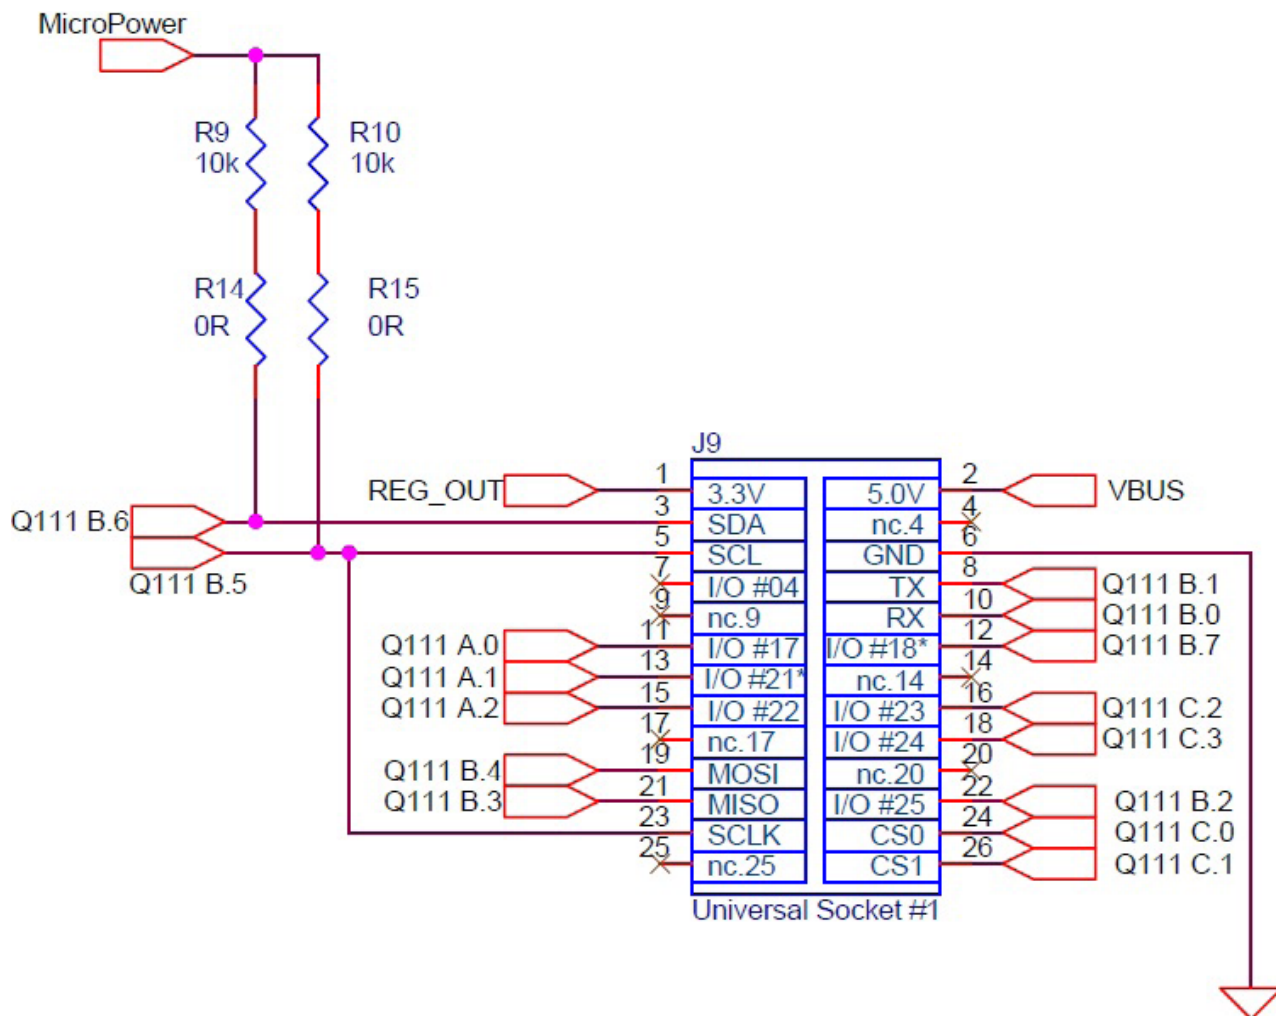 MicroPower
R9
10k
R10
10k
R14
0R
R15
0R
J9
REG_OUT 1 3.3V 5.0V 2 VBUS
Q111 B.6 3 SDA nc.4 4
Q111 B.5 5 SCL GND 6
7 I/O #04 TX 8 Q111 B.1
9 nc.9 RX 10 Q111 B.0
Q111 A.0 11 I/O #17 I/O #18* 12 Q111 B.7
Q111 A.1 13 I/O #21* nc.14 14
Q111 A.2 15 I/O #22 I/O #23 16 Q111 C.2
17 nc.17 I/O #24 18 Q111 C.3
Q111 B.4 19 MOSI nc.20 20
Q111 B.3 21 MISO I/O #25 22 Q111 B.2
23 SCLK CS0 24 Q111 C.0
25 nc.25 CS1 26 Q111 C.1
Universal Socket #1